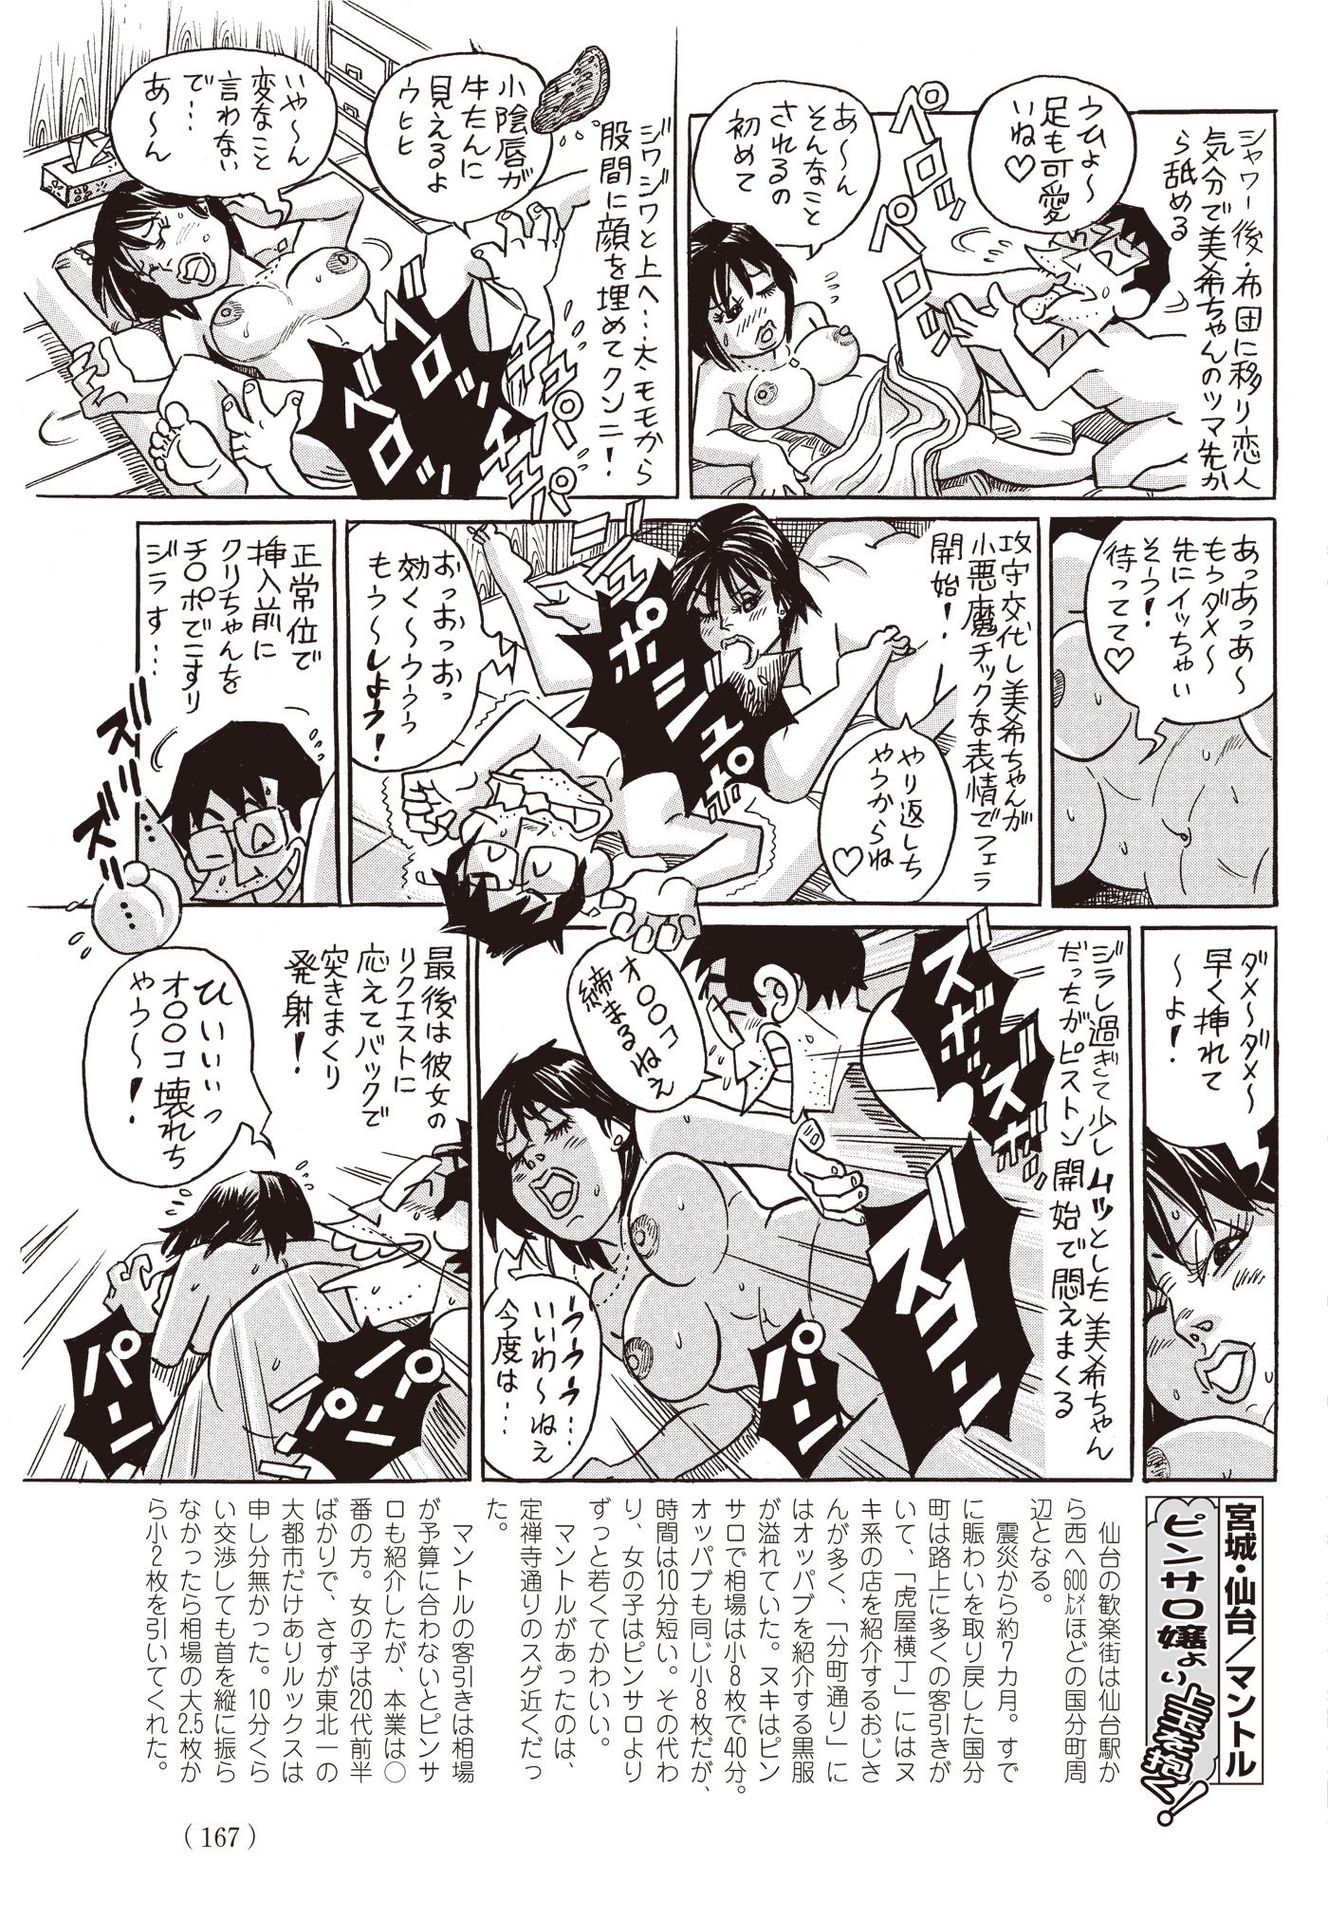 シャワー後・布団に移り恋人
気分で美希ちゃんのツマ先か
ら舐める
うひょ〜
足も可愛
いね♡
ペロッ
ペロッ
あ〜ん
そんなこと
されるの
初めて
ジワジワと上へ…太モモから
股間に顔を埋めてクンニ！
小陰唇が
牛たんに
見えるよ
ウヒヒ
いや〜ん
変なこと
言わない
で…
あ〜ん
ベロッ
ベロッ
あっあっあ〜
もうダメ〜
先にイッちゃい
そう！
待ってて♡
攻守交代し美希ちゃんが
小悪魔チックな表情でフェラ
開始！
やり返しち
ゃうからね
♡
ジュポ
ジュポ
おっおっおっ
効く〜ウゥゥ
もう〜しよう！
正常位で
挿入前に
クリちゃんを
チ○ポでこすり
ジラす…
ズズ…
ズズ…
ダメ〜ダメ〜
早く挿れて
〜よ！
ジラし過ぎて少しムッとした美希ちゃん
だっちがピストン開始で悶えまくる
ズボッズボッ
ズコン
パン
オ○○コ
締まるねぇ
ううう…
いいわ〜ねえ
今度は…
最後は彼女の
リクエストに
応えてバックで
突きまくり
発射！
ひぃぃぃっ
オ○○コ壊れち
ゃう〜！
パン
パン
宮城・仙台／マントル
ピンサロ嬢より上玉を抱く！
仙台の歓楽街は仙台駅か
ら西へ600㍍ほどの国分町周
辺となる。
震災から約7カ月。すで
に賑わいを取り戻した国分
町は路上に多くの客引きが
いて、「虎屋横丁」にはヌ
キ系の店を紹介するおじさ
んが多く、「分町通り」に
はオッパブを紹介する黒服
が溢れていた。ヌキはピン
サロで相場は小8枚で40分。
オッパブも同じ小8枚だが、
時間は10分短い。その代わ
り、女の子はピンサロより
ずっと若くてかわいい。
マントルがあったのは、
定禅寺通りのスグ近くだっ
た。
マントルの客引きは相場
が予算に合わないとピンサ
ロも紹介したが、本業は○
番の方。女の子は20代前半
ばかりで、さすが東北一の
大都市だけありルックスは
申し分無かった。10分くら
い交渉しても首を縦に振ら
なかったら相場の大2.5枚か
ら小2枚を引いてくれた。
（167）